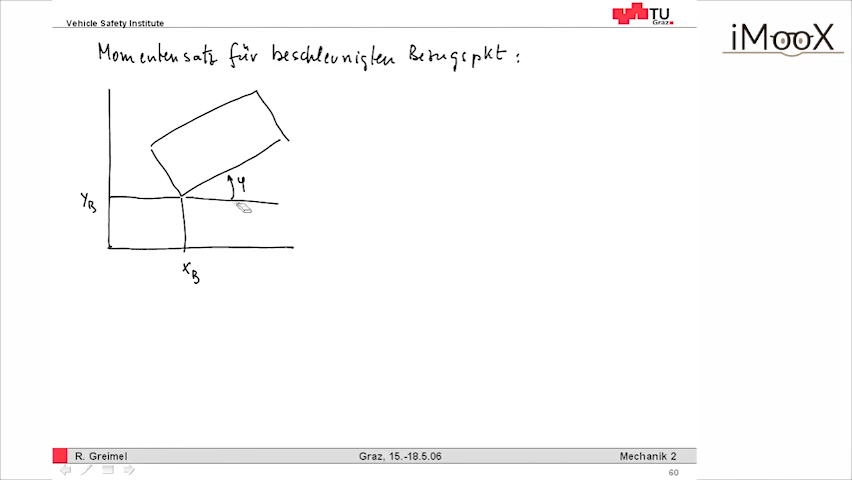 Vehicle Safety Institute
TU
Graz
iMooX
Momentensatz für beschleunigten Bezugspkt:
φ
y_B
x_B
R. Greimel
Graz, 15.-18.5.06
Mechanik 2
60